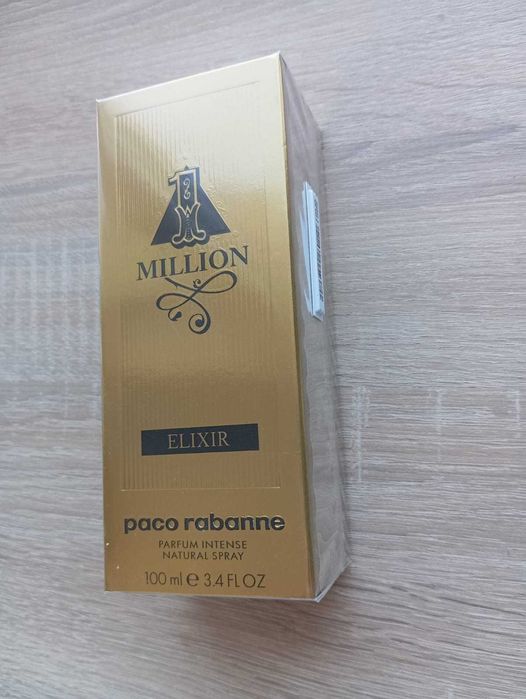 1
MILLION
ELIXIR
paco rabanne
PARFUM INTENSE
NATURAL SPRAY
100 ml e 3.4 FL OZ